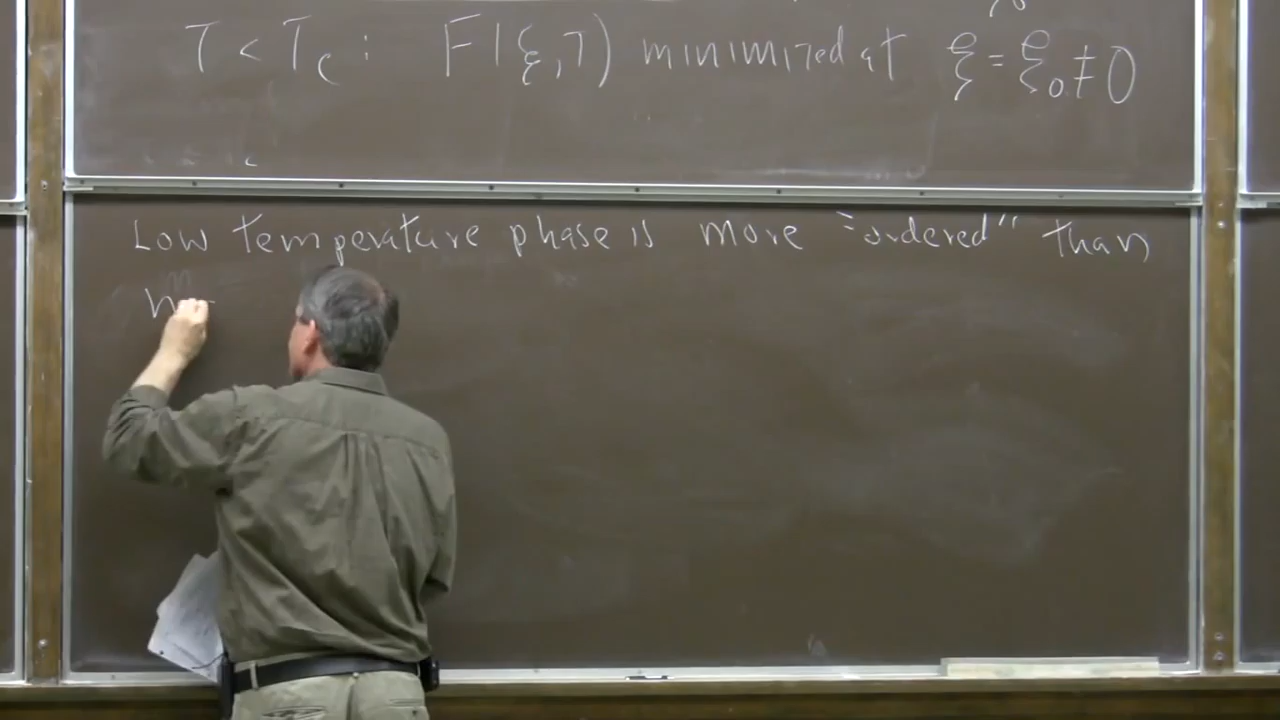 T < Tc : F(ξ,T) minimized at ξ = ξ0 ≠ 0
Low temperature phase is more "ordered" than